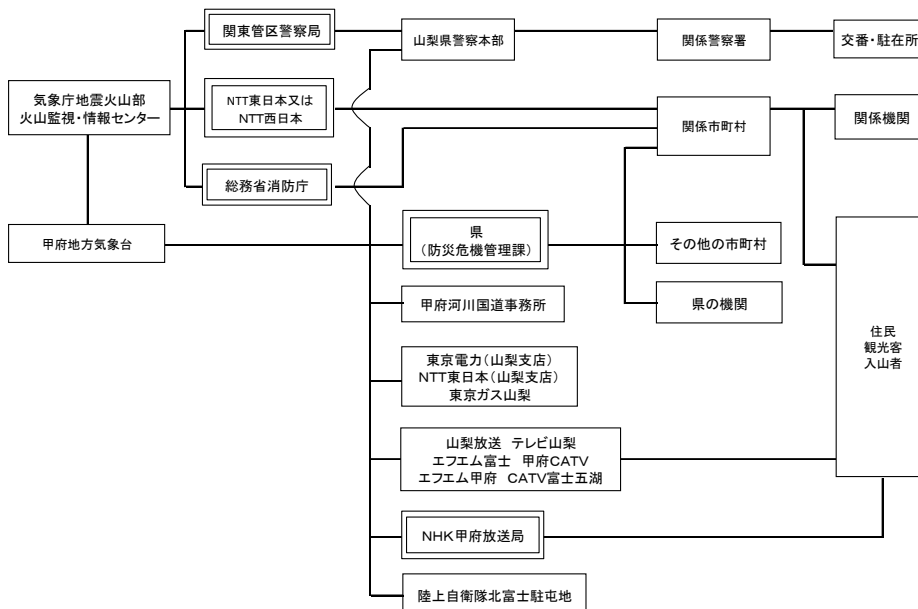 関東管区警察局
山梨県警察本部
関係警察署
交番・駐在所
気象庁地震火山部
火山監視・情報センター
NTT東日本又は
NTT西日本
関係市町村
関係機関
総務省消防庁
甲府地方気象台
県
(防災危機管理課)
その他の市町村
甲府河川国道事務所
県の機関
住民
観光客
入山者
東京電力(山梨支店)
NTT東日本(山梨支店)
東京ガス山梨
山梨放送 テレビ山梨
エフエム富士 甲府CATV
エフエム甲府 CATV富士五湖
NHK甲府放送局
陸上自衛隊北富士駐屯地